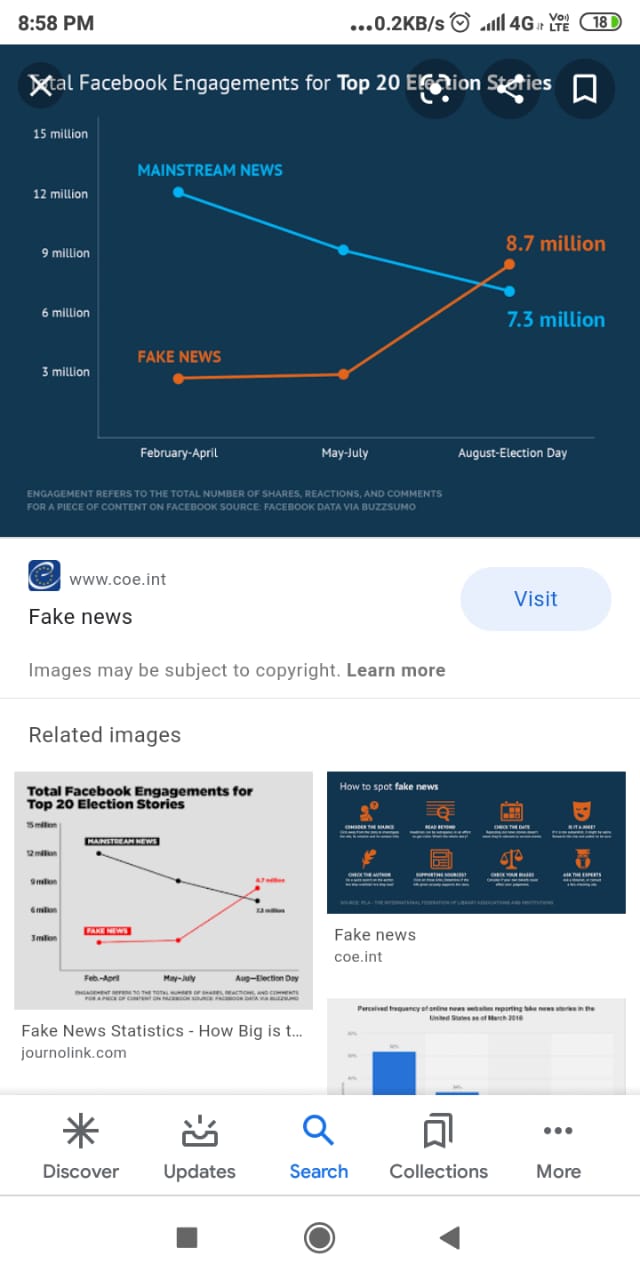 8:58 PM
...0.2KB/s 4G Vo)) LTE 18
Total Facebook Engagements for Top 20 Election Stories
15 million
MAINSTREAM NEWS
12 million
8.7 million
9 million
6 million
7.3 million
FAKE NEWS
3 million
February-April May-July August-Election Day
ENGAGEMENT REFERS TO THE TOTAL NUMBER OF SHARES, REACTIONS, AND COMMENTS
FOR A PIECE OF CONTENT ON FACEBOOK SOURCE: FACEBOOK DATA VIA BUZZSUMO
www.coe.int
Fake news
Visit
Images may be subject to copyright. Learn more
Related images
Total Facebook Engagements for
Top 20 Election Stories
15 million
MAINSTREAM NEWS
12 million
9 million
8.7 million
6 million
7.3 million
FAKE NEWS
3 million
Feb.-April May-July Aug-Election Day
ENGAGEMENT REFERS TO THE TOTAL NUMBER OF SHARES, REACTIONS, AND COMMENTS
FOR A PIECE OF CONTENT ON FACEBOOK SOURCE: FACEBOOK DATA VIA BUZZSUMO
Fake News Statistics - How Big is t...
journolink.com
How to spot fake news
CONSIDER THE SOURCE READ BEYOND CHECK THE DATE IS IT A JOKE?
CHECK THE AUTHOR SUPPORTING SOURCES? CHECK YOUR BIASES ASK THE EXPERTS
SOURCE: IFLA - THE INTERNATIONAL FEDERATION OF LIBRARY ASSOCIATIONS AND INSTITUTIONS
Fake news
coe.int
Perceived frequency of online news websites reporting fake news stories in the
United States as of March 2018
Discover Updates Search Collections More